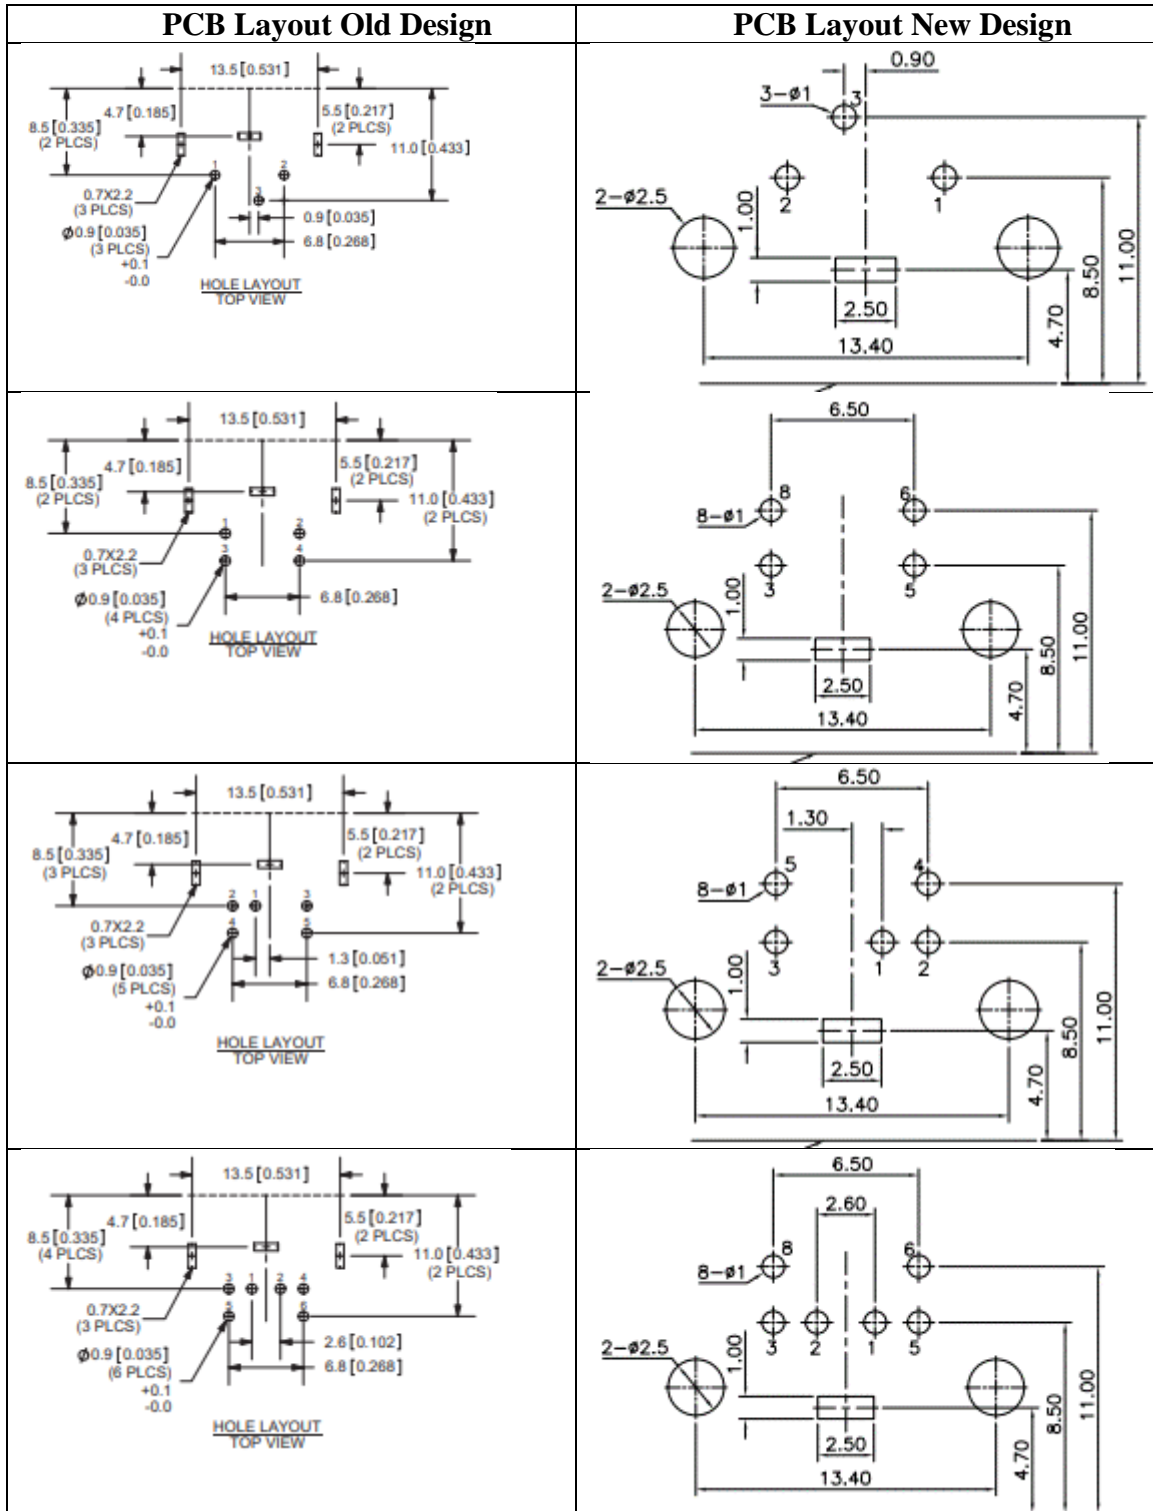 PCB Layout Old Design
PCB Layout New Design
13.5[0.531]
4.7[0.185]
5.5[0.217]
(2 PLCS)
8.5[0.335]
(2 PLCS)
11.0[0.433]
1
2
3
0.7X2.2
(3 PLCS)
0.9[0.035]
6.8[0.268]
Ø0.9[0.035]
(3 PLCS)
+0.1
-0.0
HOLE LAYOUT
TOP VIEW
0.90
3-ø1
3
2
1
2-ø2.5
1.00
2.50
13.40
4.70
8.50
11.00
13.5[0.531]
4.7[0.185]
5.5[0.217]
(2 PLCS)
8.5[0.335]
(2 PLCS)
11.0[0.433]
(2 PLCS)
1
2
3
4
0.7X2.2
(3 PLCS)
6.8[0.268]
Ø0.9[0.035]
(4 PLCS)
+0.1
-0.0
HOLE LAYOUT
TOP VIEW
6.50
8
6
8-ø1
3
5
2-ø2.5
1.00
2.50
13.40
4.70
8.50
11.00
13.5[0.531]
4.7[0.185]
5.5[0.217]
(2 PLCS)
8.5[0.335]
(3 PLCS)
11.0[0.433]
(2 PLCS)
2
1
3
4
5
0.7X2.2
(3 PLCS)
1.3[0.051]
6.8[0.268]
Ø0.9[0.035]
(5 PLCS)
+0.1
-0.0
HOLE LAYOUT
TOP VIEW
6.50
1.30
5
4
8-ø1
3
1
2
2-ø2.5
1.00
2.50
13.40
4.70
8.50
11.00
13.5[0.531]
4.7[0.185]
5.5[0.217]
(2 PLCS)
8.5[0.335]
(4 PLCS)
11.0[0.433]
(2 PLCS)
3
1
2
4
5
6
0.7X2.2
(3 PLCS)
2.6[0.102]
6.8[0.268]
Ø0.9[0.035]
(6 PLCS)
+0.1
-0.0
HOLE LAYOUT
TOP VIEW
6.50
2.60
8
6
8-ø1
3
2
1
5
2-ø2.5
1.00
2.50
13.40
4.70
8.50
11.00